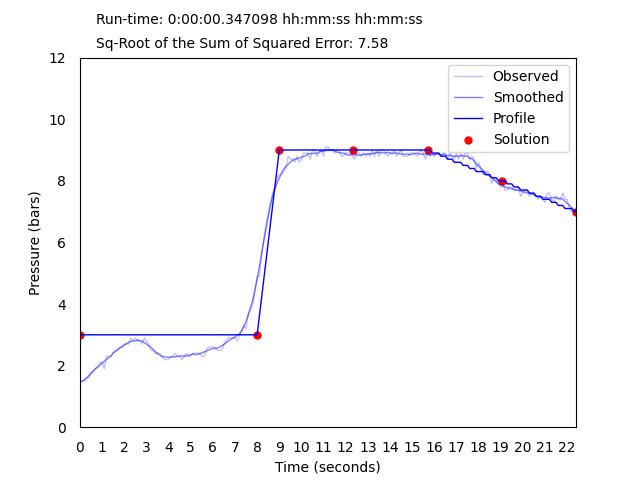 Run-time: 0:00:00.347098 hh:mm:ss hh:mm:ss
Sq-Root of the Sum of Squared Error: 7.58
Observed
Smoothed
Profile
Solution
Pressure (bars)
12
10
8
6
4
2
0
0 1 2 3 4 5 6 7 8 9 10 11 12 13 14 15 16 17 18 19 20 21 22
Time (seconds)